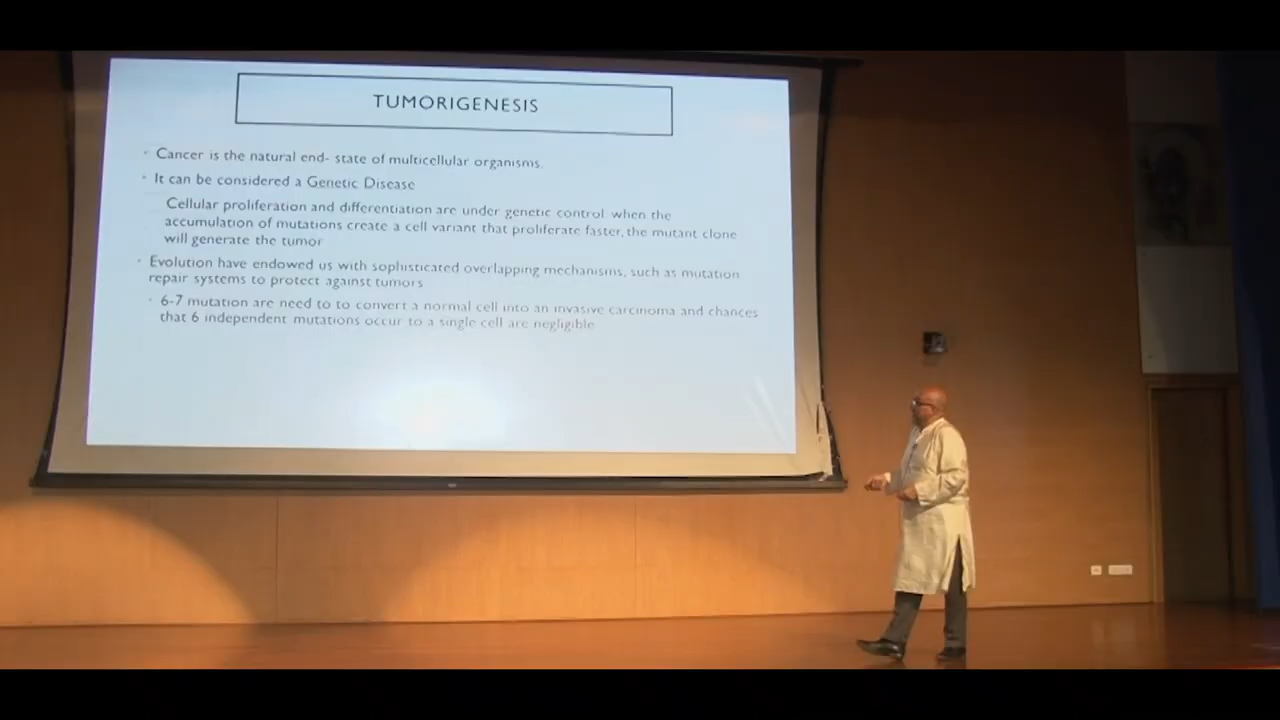 TUMORIGENESIS
Cancer is the natural end- state of multicellular organisms.
It can be considered a Genetic Disease
Cellular proliferation and differentiation are under genetic control when the
accumulation of mutations create a cell variant that proliferate faster, the mutant clone
will generate the tumor
Evolution have endowed us with sophisticated overlapping mechanisms, such as mutation
repair systems to protect against tumors
6-7 mutation are need to to convert a normal cell into an invasive carcinoma and chances
that 6 independent mutations occur to a single cell are negligible